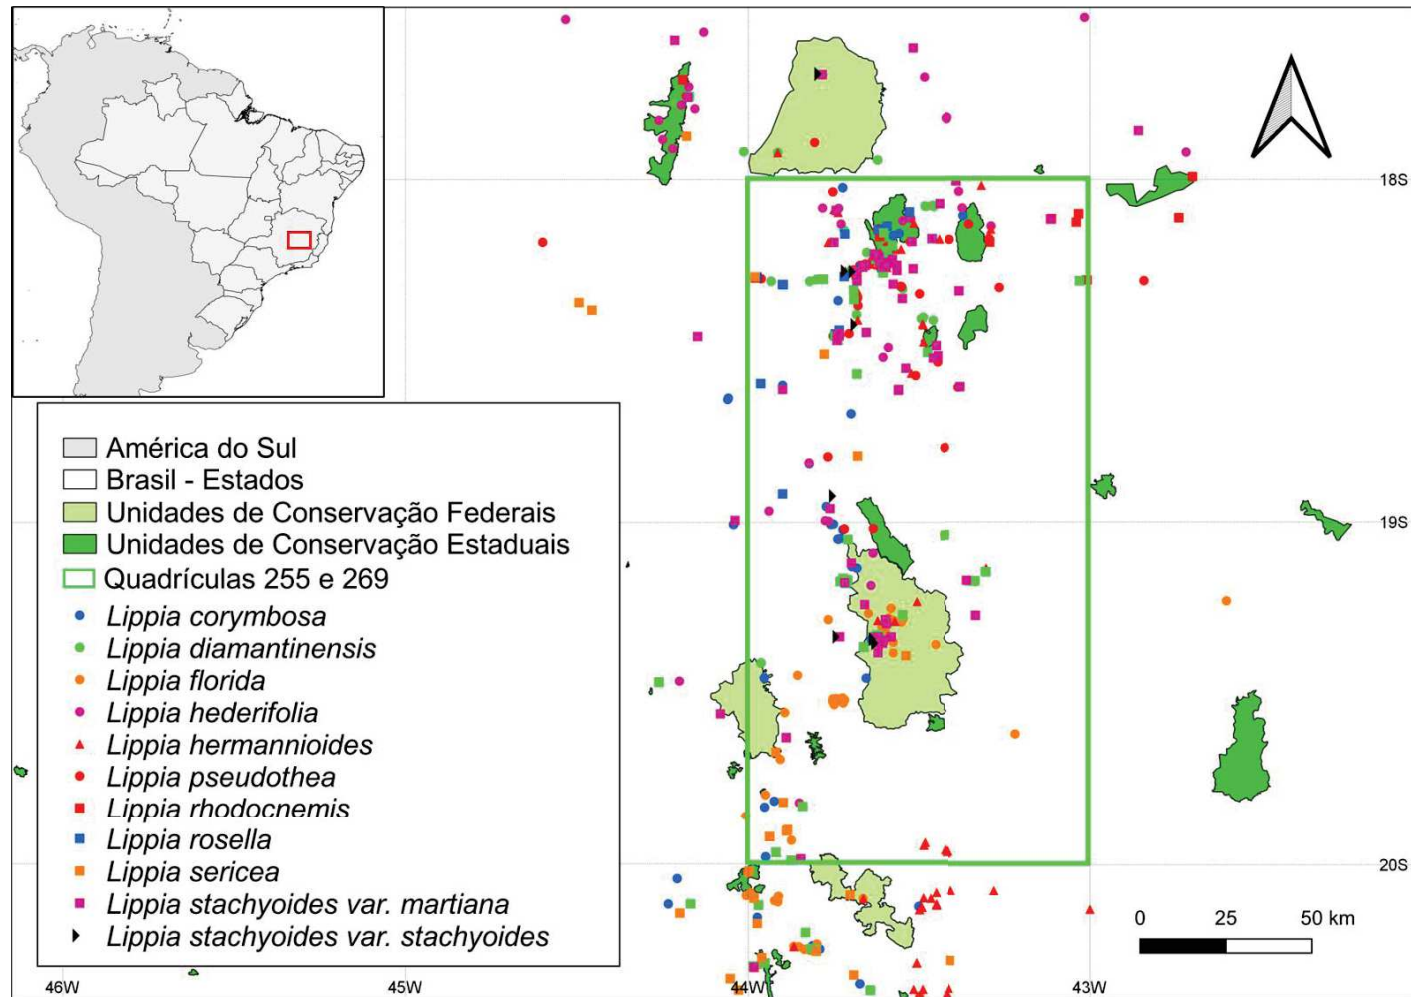 18S
América do Sul
Brasil - Estados
Unidades de Conservação Federais
Unidades de Conservação Estaduais
Quadrículas 255 e 269
Lippia corymbosa
Lippia diamantinensis
Lippia florida
Lippia hederifolia
Lippia hermannioides
Lippia pseudothea
Lippia rhodocnemis
Lippia rosella
Lippia sericea
Lippia stachyoides var. martiana
Lippia stachyoides var. stachyoides
19S
20S
0 25 50 km
46W 45W 44W 43W